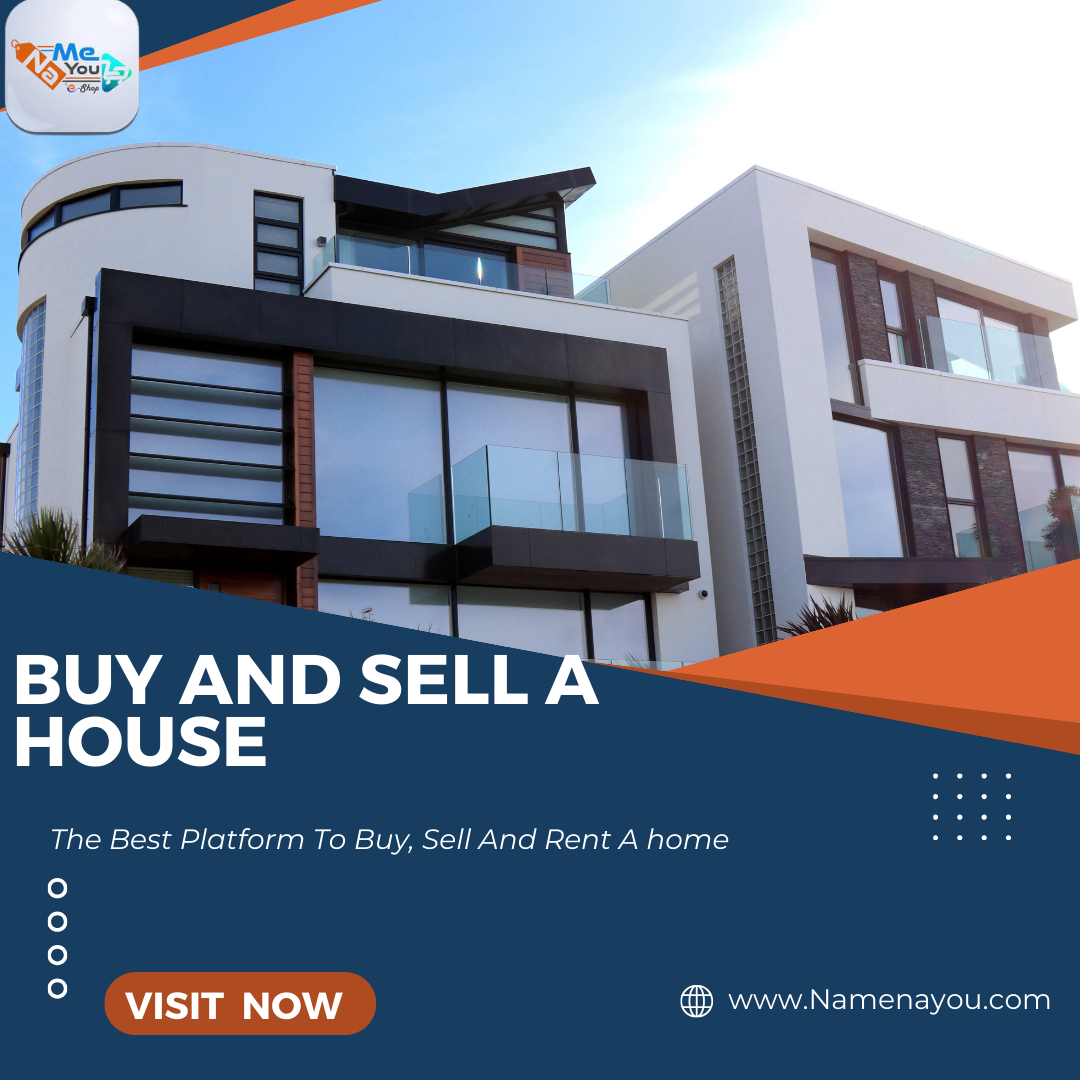 Na
Me
You
e-Shop
BUY AND SELL A
HOUSE
The Best Platform To Buy, Sell And Rent A home
VISIT NOW
www.Namenayou.com